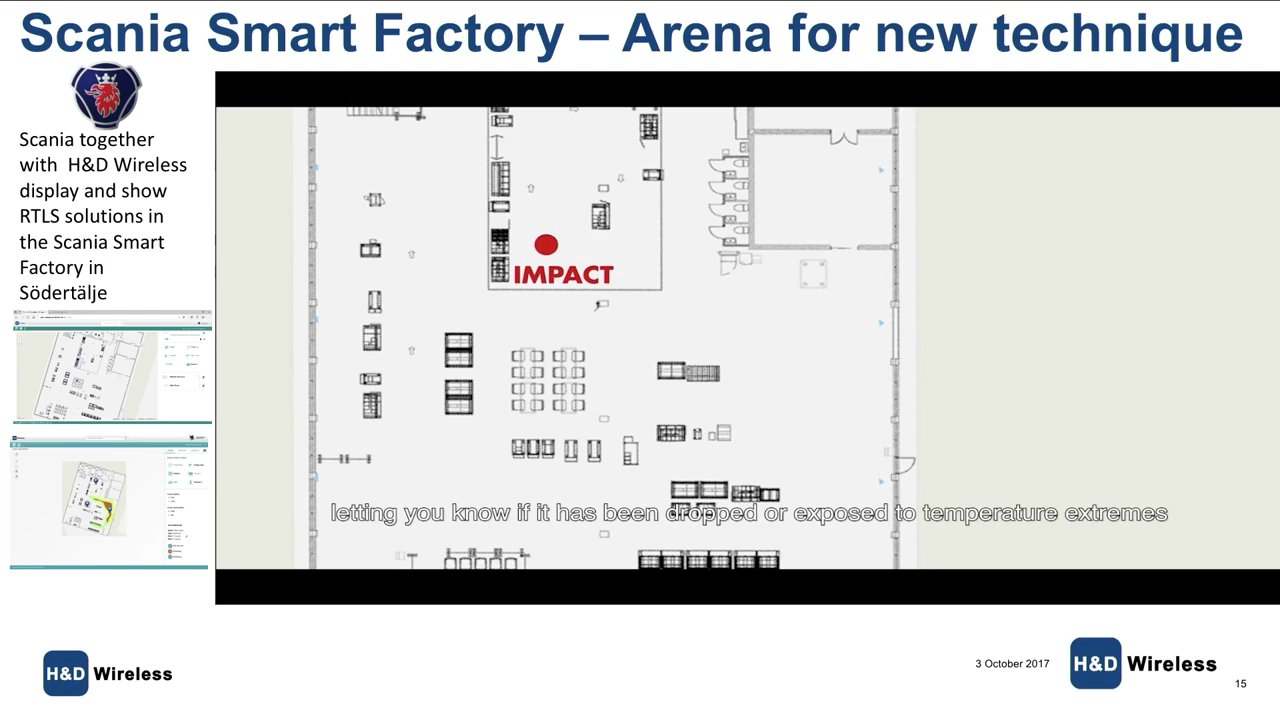 Scania Smart Factory – Arena for new technique
Scania together
with H&D Wireless
display and show
RTLS solutions in
the Scania Smart
Factory in
Södertälje
IMPACT
letting you know if it has been dropped or exposed to temperature extremes
H&D Wireless
3 October 2017
H&D Wireless
15